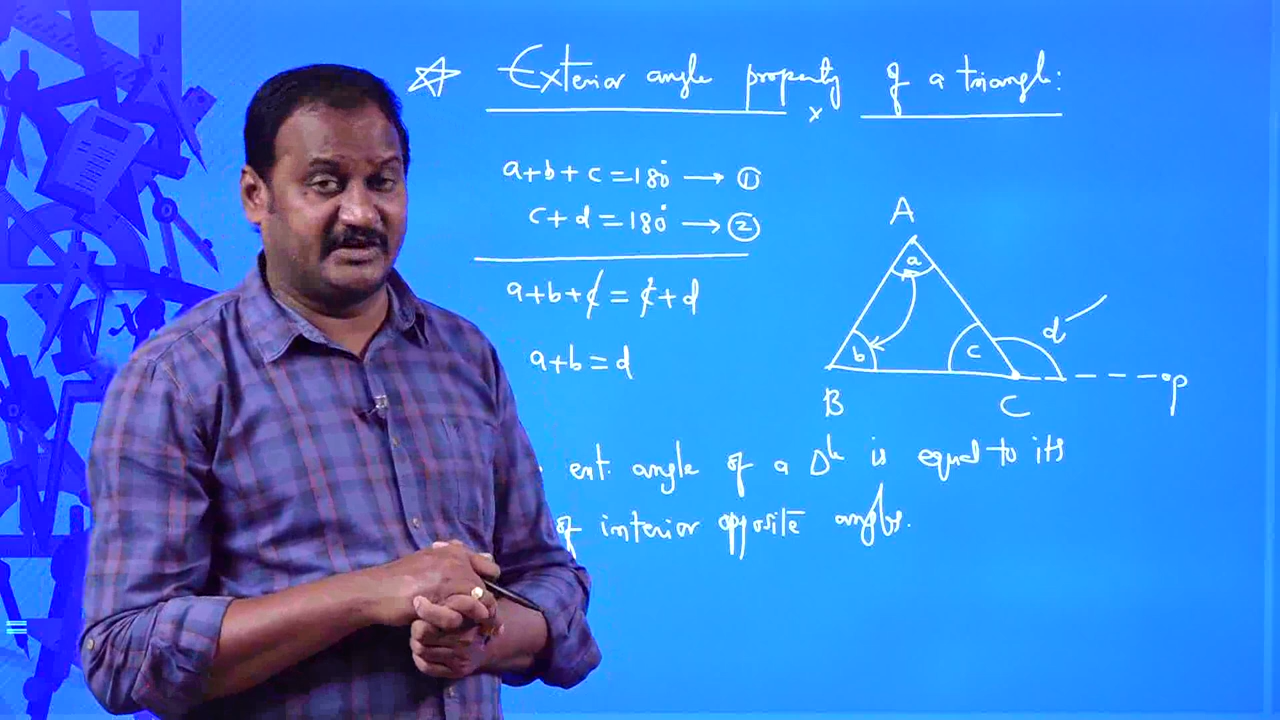 Exterior angle property of a triangle:
x
a+b+c=180° → ①
c+d=180° → ②
a+b+c=c+d
a+b=d
A
a
b
c
d
B
C
P
ext. angle of a Δle is equal to its
of interior opposite angles.